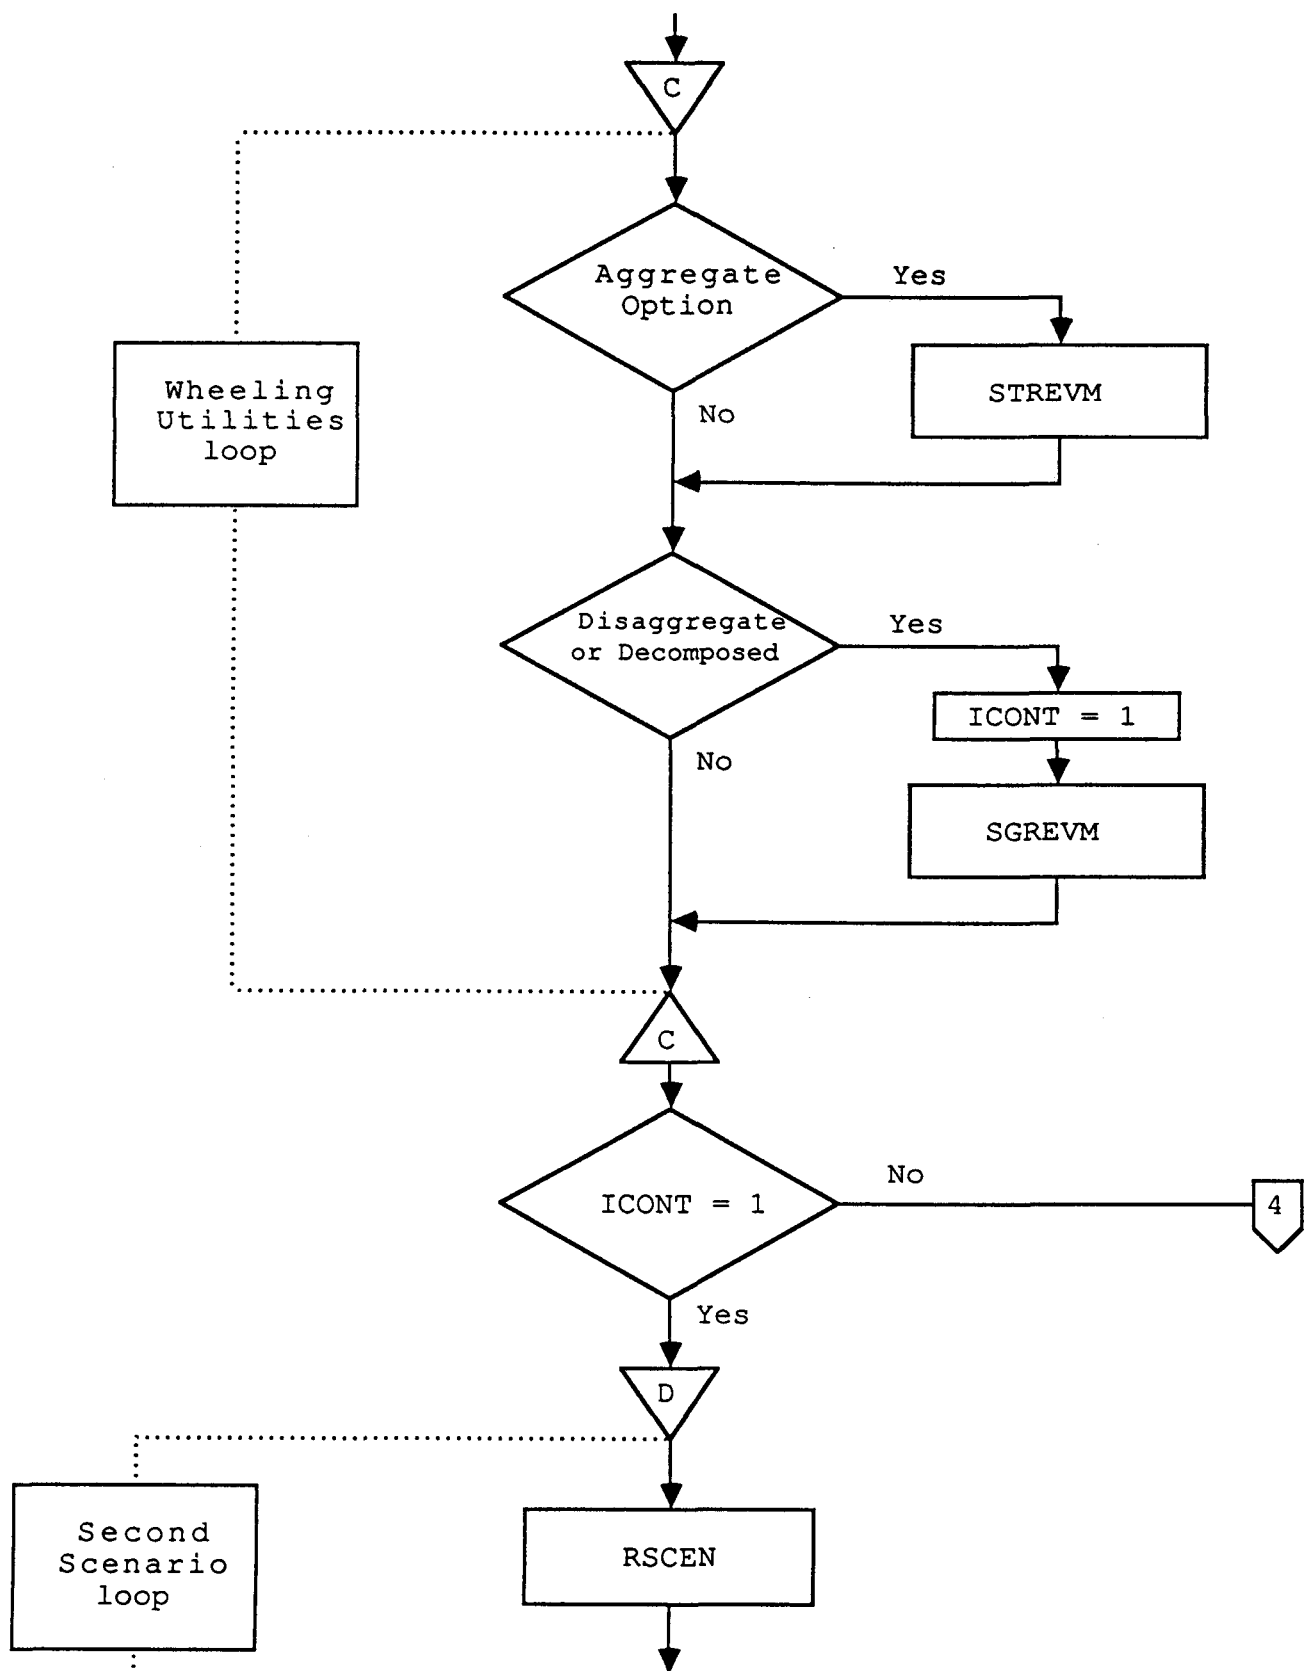 C
Aggregate
Option
Yes
STREVM
Wheeling
Utilities
loop
No
Disaggregate
or Decomposed
Yes
ICONT = 1
No
SGREVM
C
ICONT = 1
No
4
Yes
D
Second
Scenario
loop
RSCEN